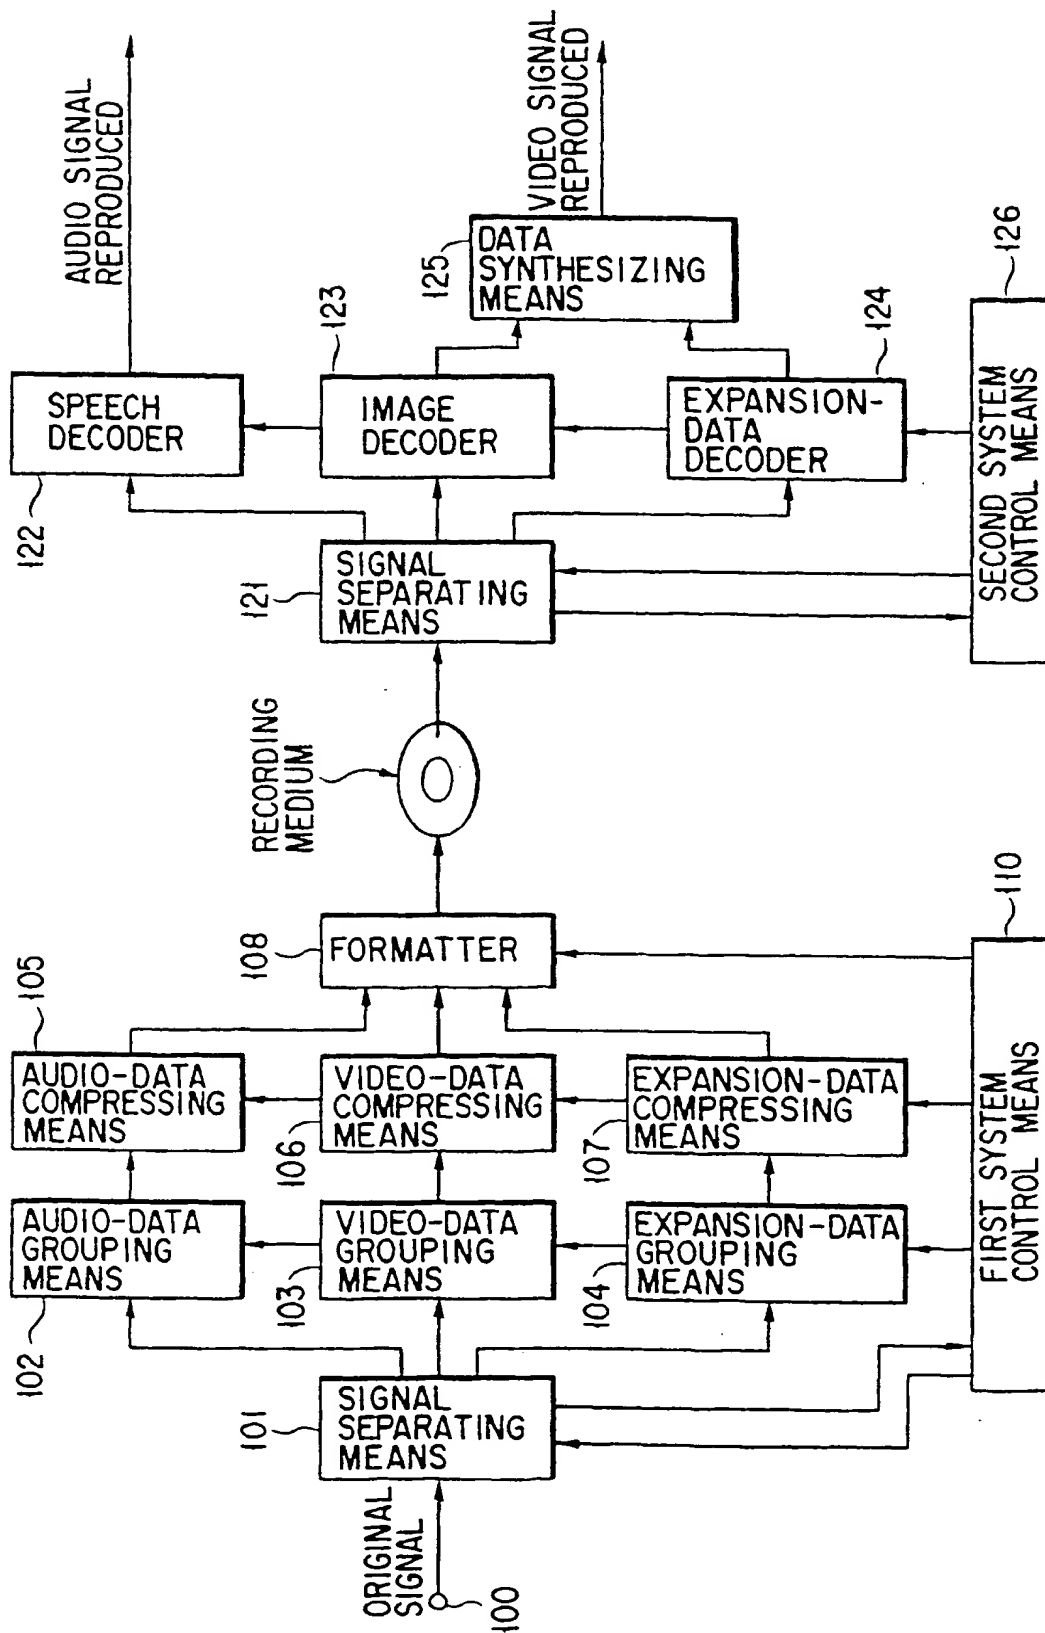 ORIGINAL
SIGNAL
100
101
SIGNAL
SEPARATING
MEANS
102
AUDIO-DATA
GROUPING
MEANS
103
VIDEO-DATA
GROUPING
MEANS
104
EXPANSION-DATA
GROUPING
MEANS
105
AUDIO-DATA
COMPRESSING
MEANS
106
VIDEO-DATA
COMPRESSING
MEANS
107
EXPANSION-DATA
COMPRESSING
MEANS
108
FORMATTER
110
FIRST SYSTEM
CONTROL MEANS
RECORDING
MEDIUM
121
SIGNAL
SEPARATING
MEANS
122
SPEECH
DECODER
123
IMAGE
DECODER
124
EXPANSION-
DATA
DECODER
125
DATA
SYNTHESIZING
MEANS
126
SECOND SYSTEM
CONTROL MEANS
AUDIO SIGNAL
REPRODUCED
VIDEO SIGNAL
REPRODUCED